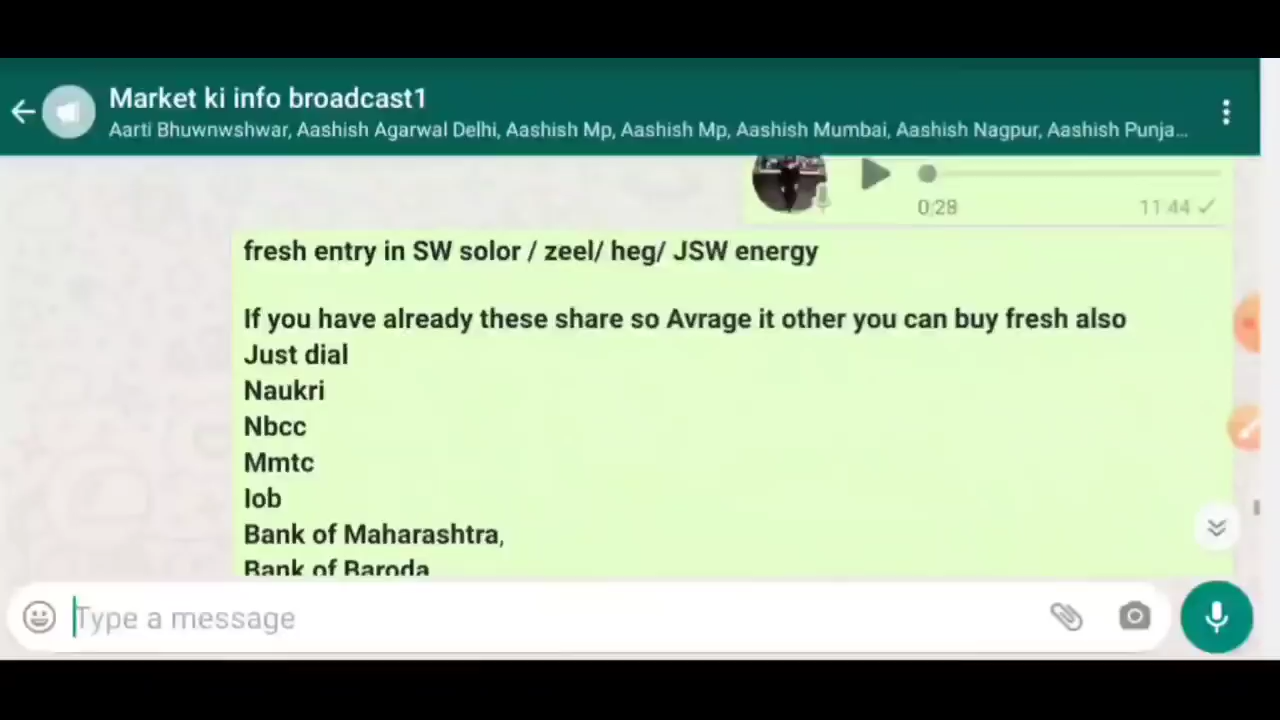 Market ki info broadcast1
Aarti Bhuwnwshwar, Aashish Agarwal Delhi, Aashish Mp, Aashish Mp, Aashish Mumbai, Aashish Nagpur, Aashish Punja...
0:28
11:44
fresh entry in SW solor / zeel/ heg/ JSW energy
If you have already these share so Avrage it other you can buy fresh also
Just dial
Naukri
Nbcc
Mmtc
Iob
Bank of Maharashtra,
Bank of Baroda
Type a message